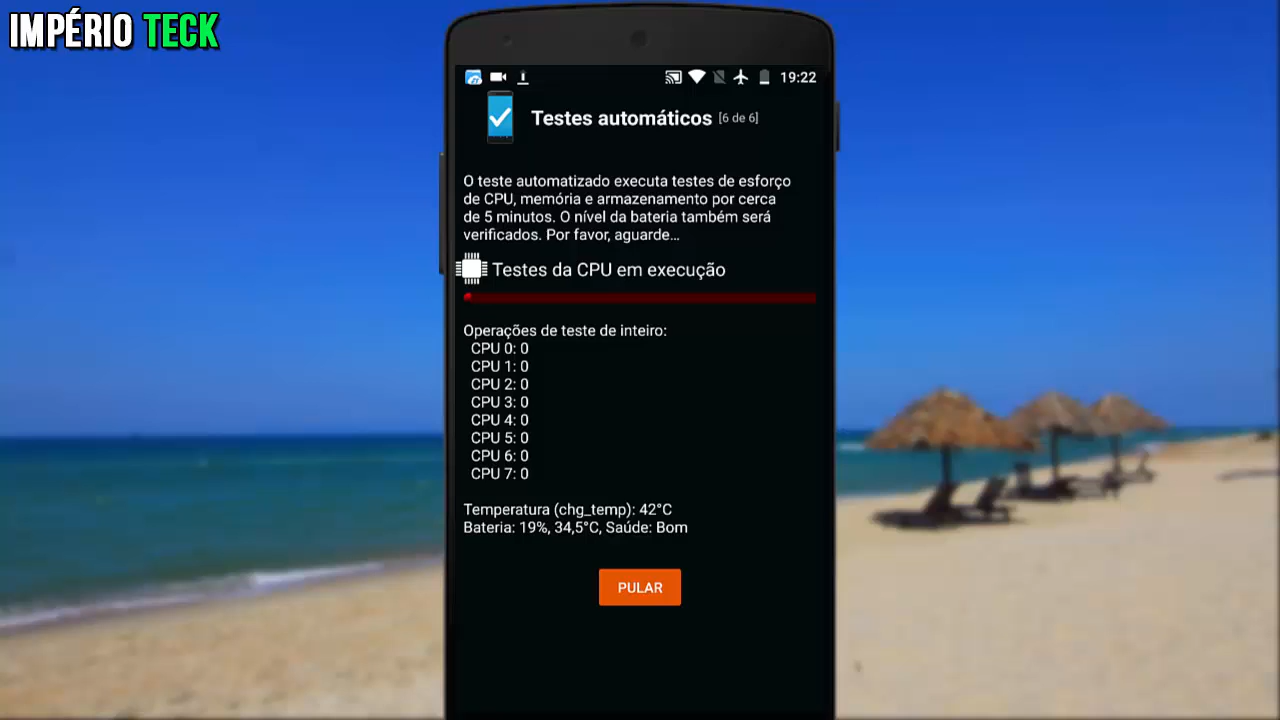 IMPÉRIO TECK
19:22
Testes automáticos [6 de 6]
O teste automatizado executa testes de esforço
de CPU, memória e armazenamento por cerca
de 5 minutos. O nível da bateria também será
verificados. Por favor, aguarde...
Testes da CPU em execução
Operações de teste de inteiro:
CPU 0: 0
CPU 1: 0
CPU 2: 0
CPU 3: 0
CPU 4: 0
CPU 5: 0
CPU 6: 0
CPU 7: 0
Temperatura (chg_temp): 42°C
Bateria: 19%, 34,5°C, Saúde: Bom
PULAR